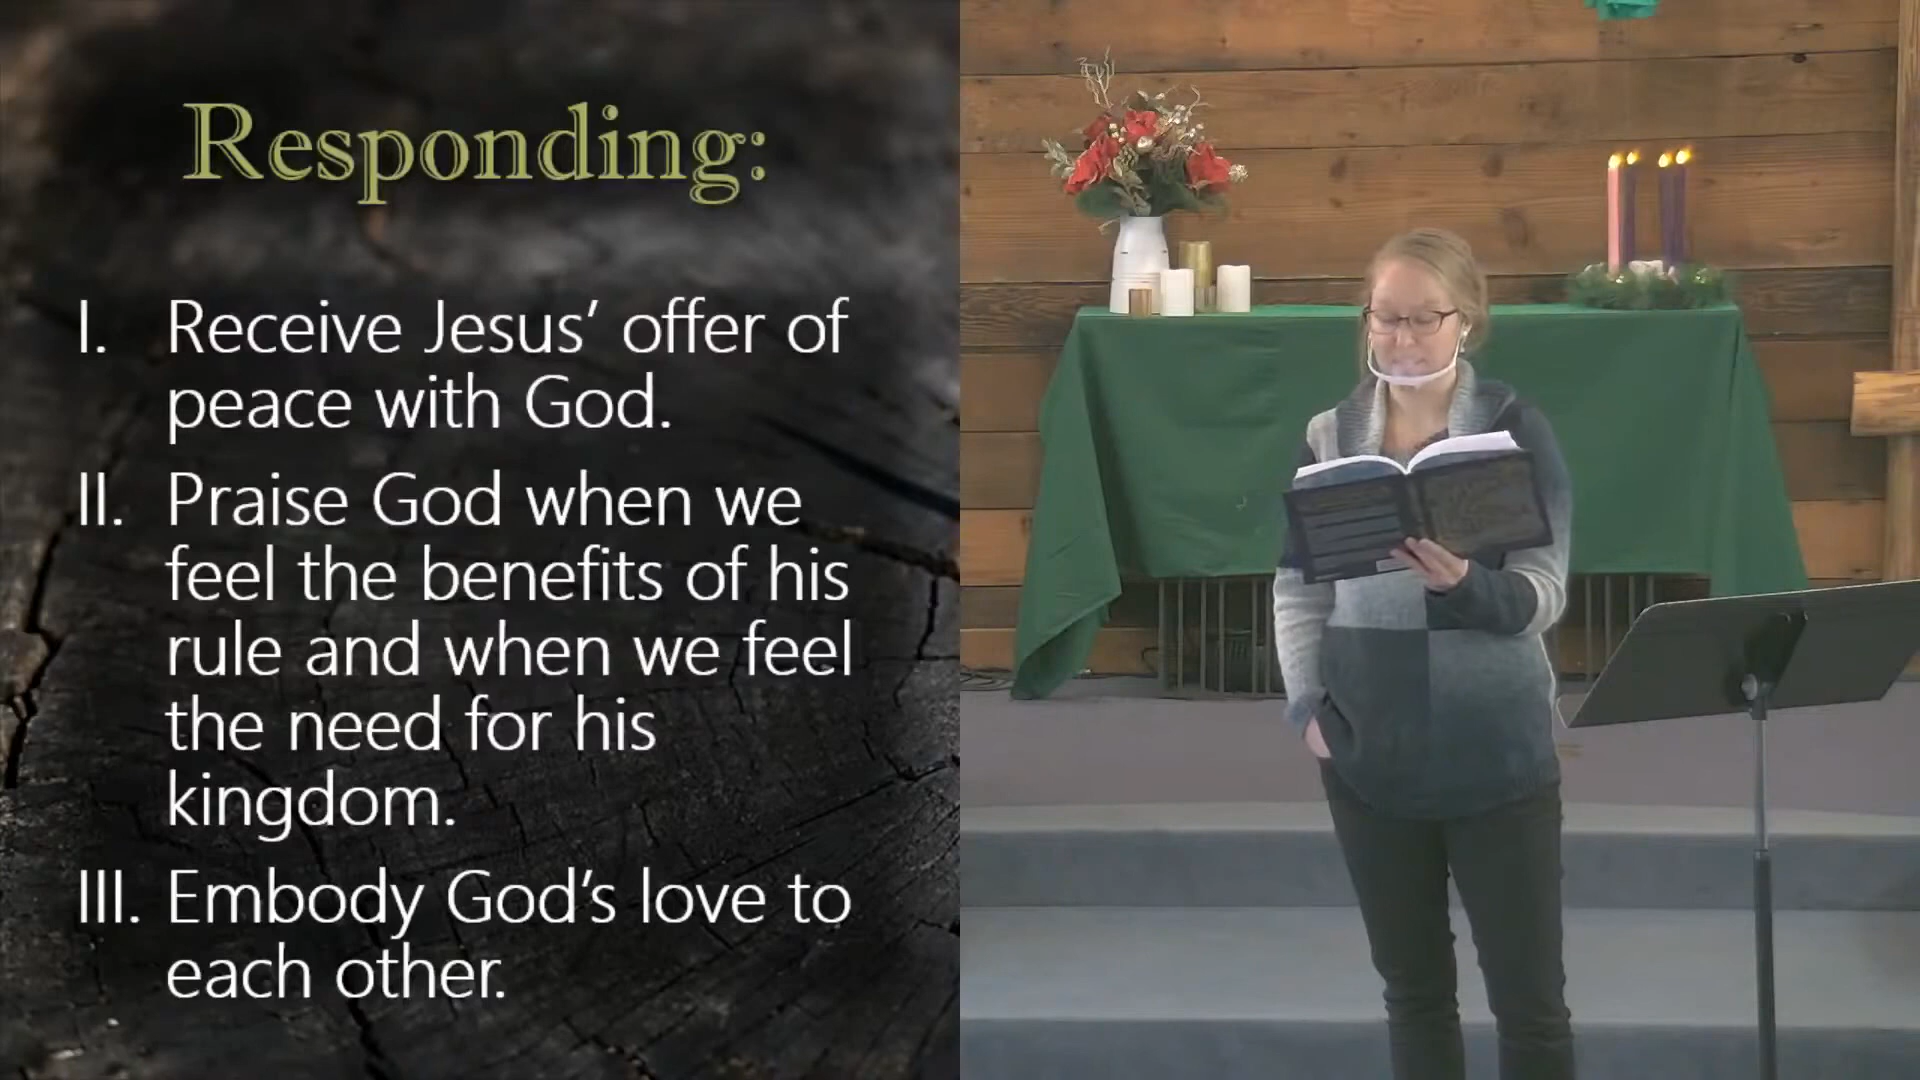 Responding:
I. Receive Jesus’ offer of
peace with God.
II. Praise God when we
feel the benefits of his
rule and when we feel
the need for his
kingdom.
III. Embody God’s love to
each other.